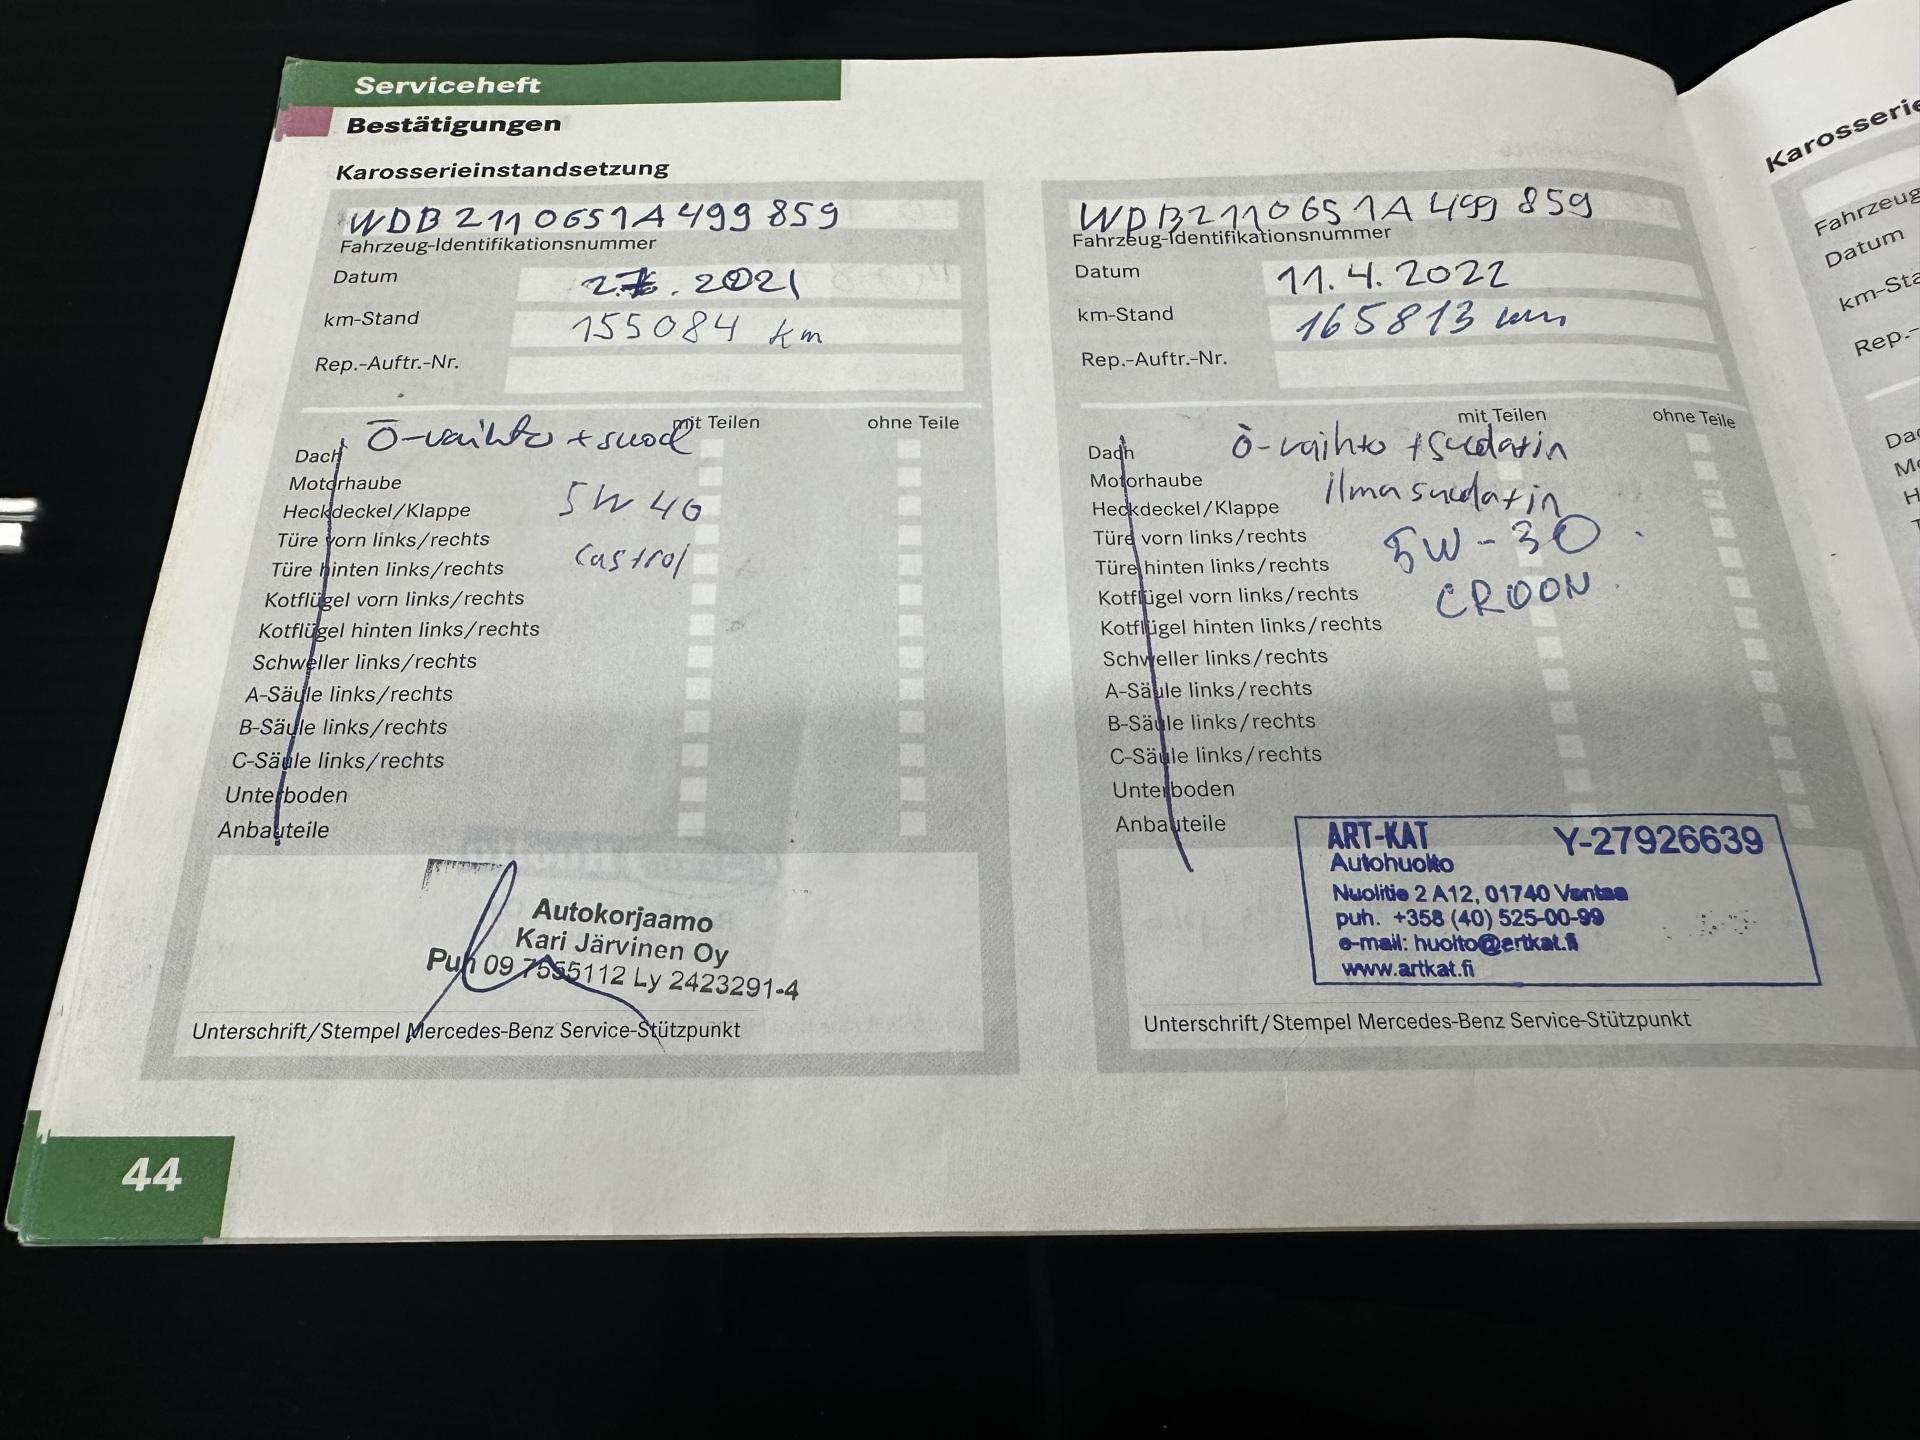 Serviceheft
Bestätigungen
Karosserieinstandsetzung
WDB2110651A499859
Fahrzeug-Identifikationsnummer
Datum
. 2021
km-Stand 155084 km
Rep.-Auftr.-Nr.
mit Teilen ohne Teile
Ö-vaihto + suod
Dach
Motorhaube
5W40
Heckdeckel/Klappe
Türe vorn links/rechts
Castrol
Türe hinten links/rechts
Kotflügel vorn links/rechts
Kotflügel hinten links/rechts
Schweller links/rechts
A-Säule links/rechts
B-Säule links/rechts
C-Säule links/rechts
Unterboden
Anbauteile
Autokorjaamo
Kari Järvinen Oy
Puh 09 7555112 Ly 2423291-4
Unterschrift/Stempel Mercedes-Benz Service-Stützpunkt
44
WDB2110651A499859
Fahrzeug-Identifikationsnummer
Datum 11.4.2022
km-Stand 165813 km
Rep.-Auftr.-Nr.
mit Teilen ohne Teile
Ö-vaihto + suodatin
Dach
Motorhaube
ilmasuodatin
Heckdeckel/Klappe
Türe vorn links/rechts
5W-30
Türe hinten links/rechts
CROON
Kotflügel vorn links/rechts
Kotflügel hinten links/rechts
Schweller links/rechts
A-Säule links/rechts
B-Säule links/rechts
C-Säule links/rechts
Unterboden
Anbauteile
ART-KAT Y-27926639
Autohuolto
Nuolitie 2 A12, 01740 Vantaa
puh. +358 (40) 525-00-99
e-mail: huolto@artkat.fi
www.artkat.fi
Unterschrift/Stempel Mercedes-Benz Service-Stützpunkt
Karosserie
Fahrzeug
Datum
km-Sta
Rep.-